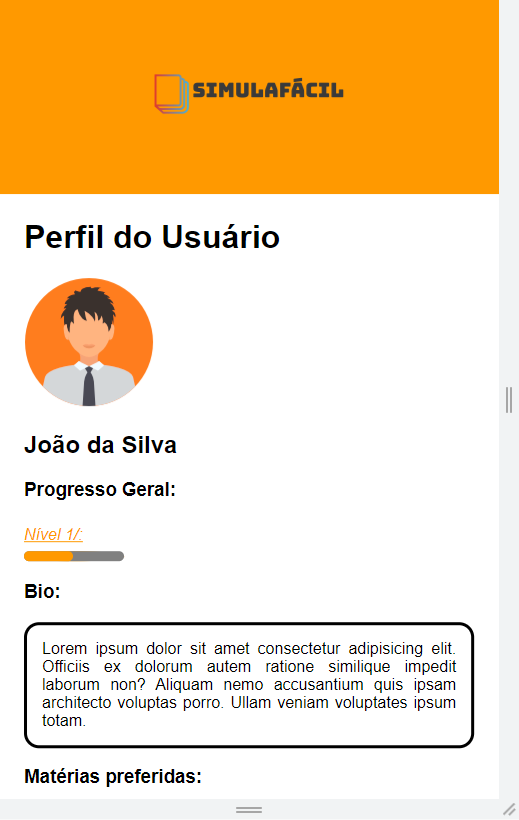 SIMULAFÁCIL
Perfil do Usuário
João da Silva
Progresso Geral:
Nível 1/:
Bio:
Lorem ipsum dolor sit amet consectetur adipisicing elit.
Officiis ex dolorum autem ratione similique impedit
laborum non? Aliquam nemo accusantium quis ipsam
architecto voluptas porro. Ullam veniam voluptates ipsum
totam.
Matérias preferidas: